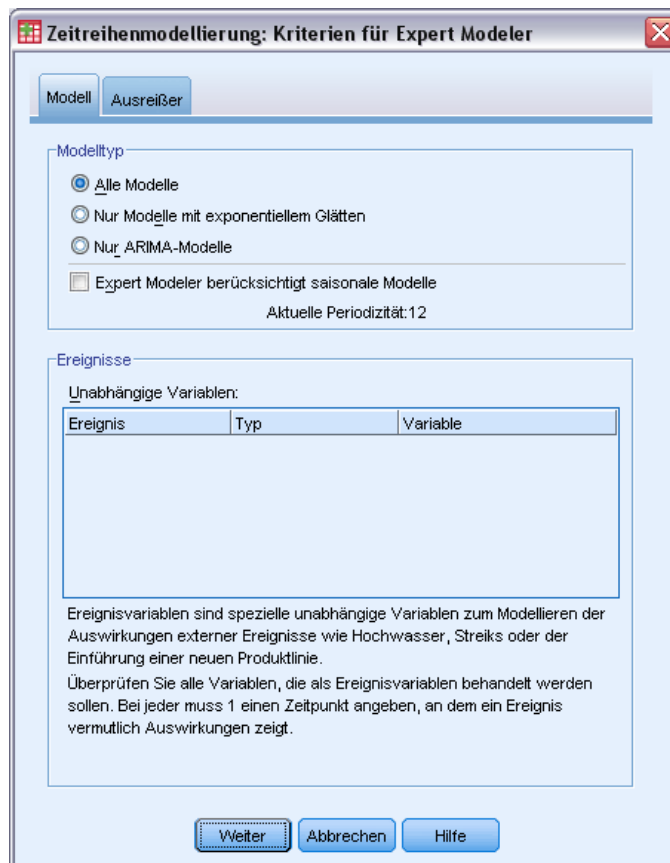 Zeitreihenmodellierung: Kriterien für Expert Modeler
Modell Ausreißer
Modelltyp
Alle Modelle
Nur Modelle mit exponentiellem Glätten
Nur ARIMA-Modelle
Expert Modeler berücksichtigt saisonale Modelle
Aktuelle Periodizität:12
Ereignisse
Unabhängige Variablen:
Ereignis Typ Variable
Ereignisvariablen sind spezielle unabhängige Variablen zum Modellieren der
Auswirkungen externer Ereignisse wie Hochwasser, Streiks oder der
Einführung einer neuen Produktlinie.
Überprüfen Sie alle Variablen, die als Ereignisvariablen behandelt werden
sollen. Bei jeder muss 1 einen Zeitpunkt angeben, an dem ein Ereignis
vermutlich Auswirkungen zeigt.
Weiter Abbrechen Hilfe